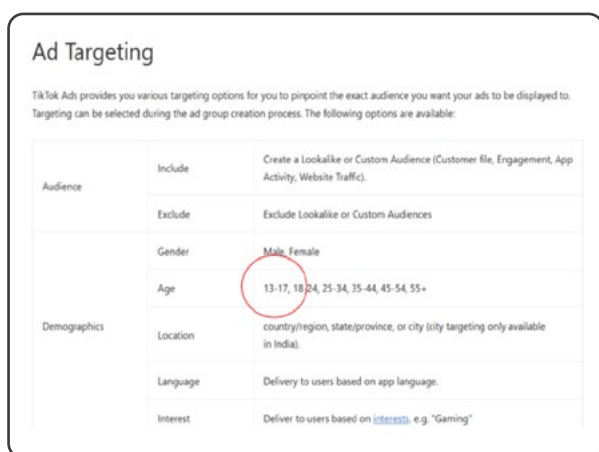 Ad Targeting
TikTok Ads provides you various targeting options for you to pinpoint the exact audience you want your ads to be displayed to.
Targeting can be selected during the ad group creation process. The following options are available:
Audience
Include
Create a Lookalike or Custom Audience (Customer file, Engagement, App
Activity, Website Traffic).
Exclude
Exclude Lookalike or Custom Audiences
Demographics
Gender
Male, Female
Age
13-17, 18-24, 25-34, 35-44, 45-54, 55+
Location
country/region, state/province, or city (city targeting only available
in India).
Language
Delivery to users based on app language.
Interest
Deliver to users based on interests, e.g. "Gaming"